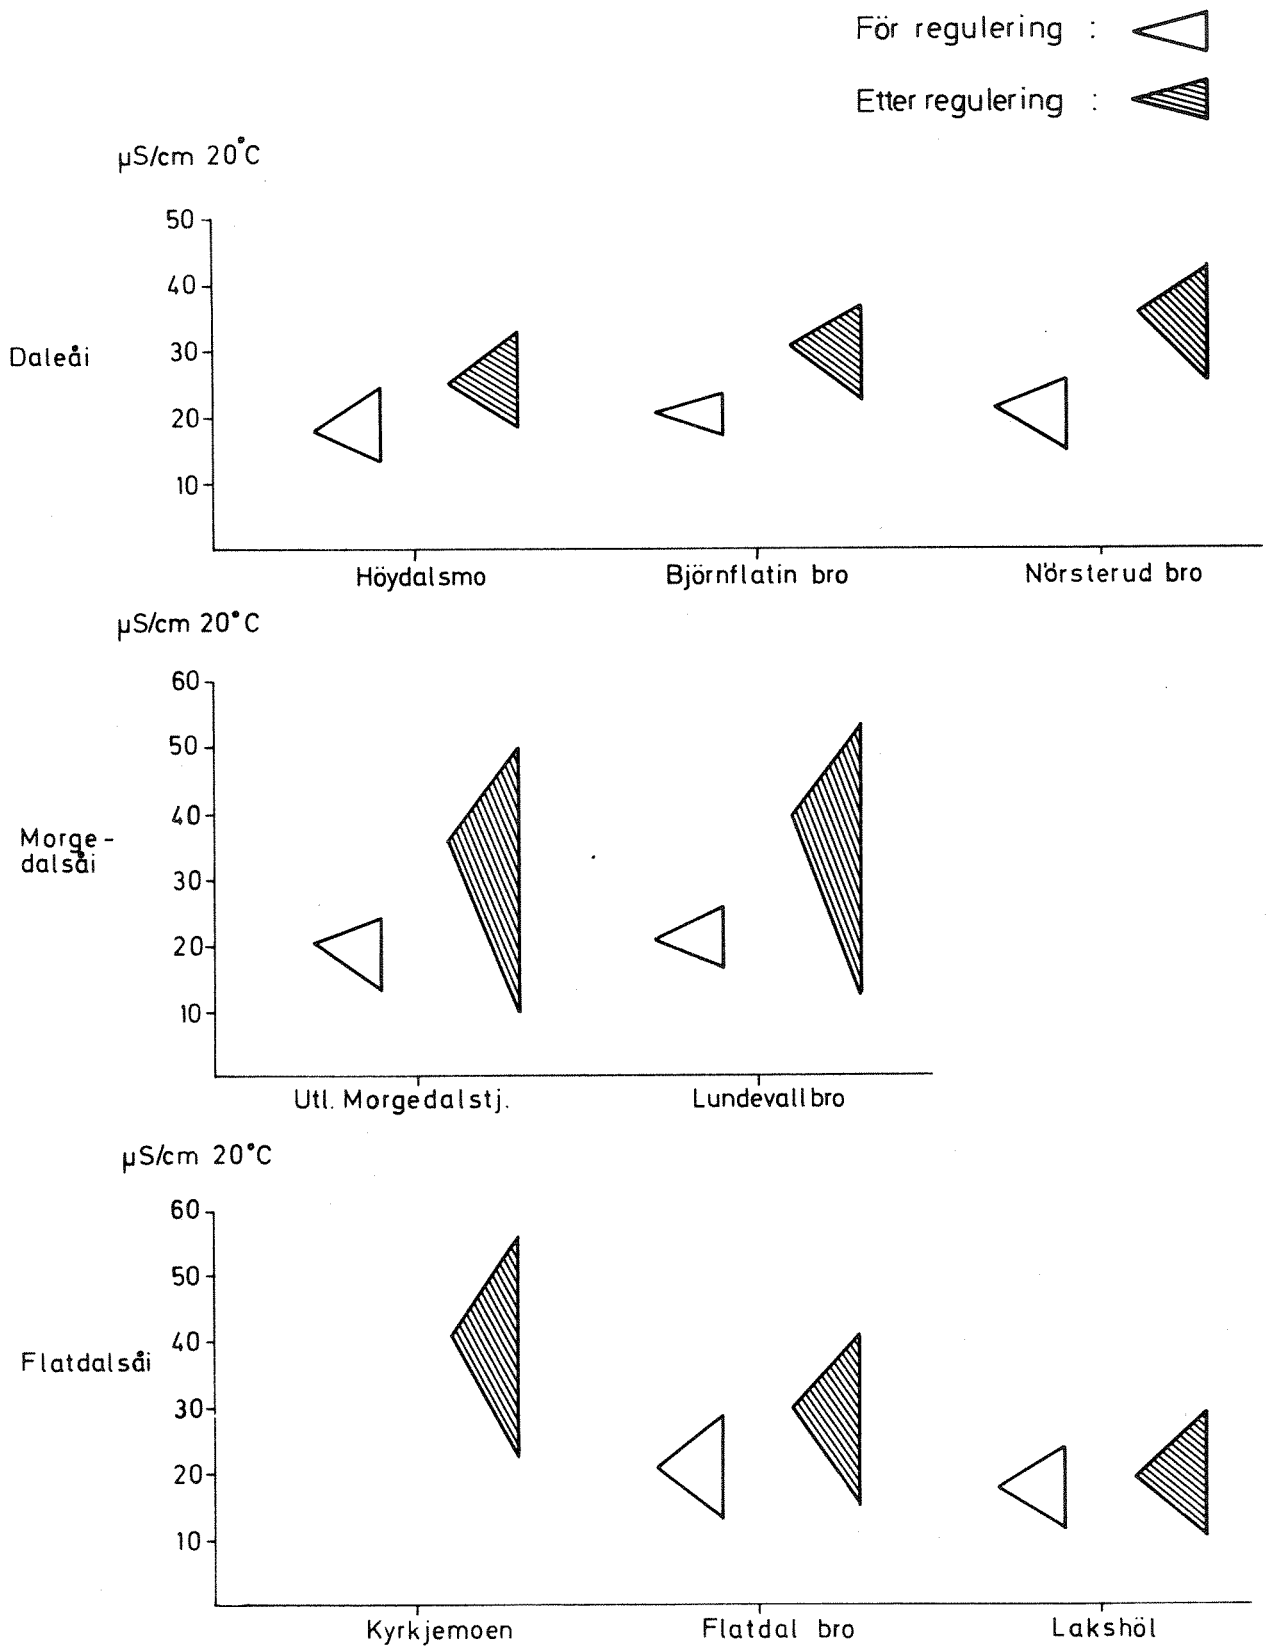 För regulering :
Etter regulering :
µS/cm 20°C
50
40
30
20
10
Daleåi
Höydalsmo
Björnflatin bro
Nörsterud bro
µS/cm 20°C
60
50
40
30
20
10
Morge-
dalsåi
Utl. Morgedalstj.
Lundevall bro
µS/cm 20°C
60
50
40
30
20
10
Flatdalsåi
Kyrkjemoen
Flatdal bro
Lakshöl